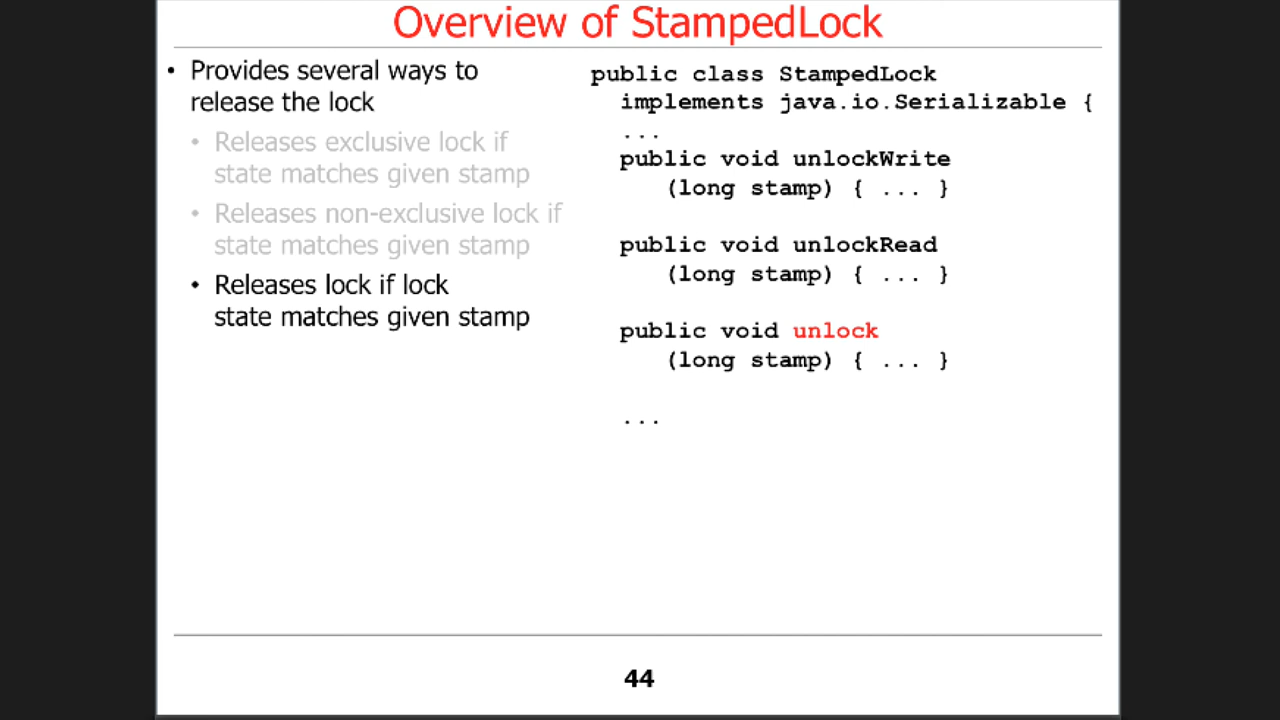 Overview of StampedLock
• Provides several ways to
release the lock
• Releases exclusive lock if
state matches given stamp
• Releases non-exclusive lock if
state matches given stamp
• Releases lock if lock
state matches given stamp
public class StampedLock
implements java.io.Serializable {
...
public void unlockWrite
(long stamp) { ... }
public void unlockRead
(long stamp) { ... }
public void unlock
(long stamp) { ... }
...
44